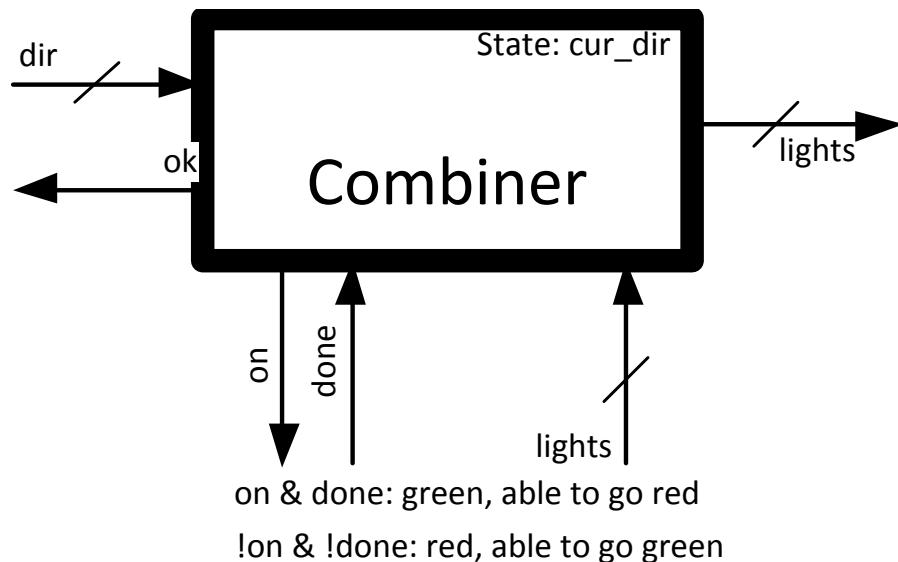 State: cur_dir
dir
lights
ok
Combiner
on
done
lights
on & done: green, able to go red
!on & !done: red, able to go green